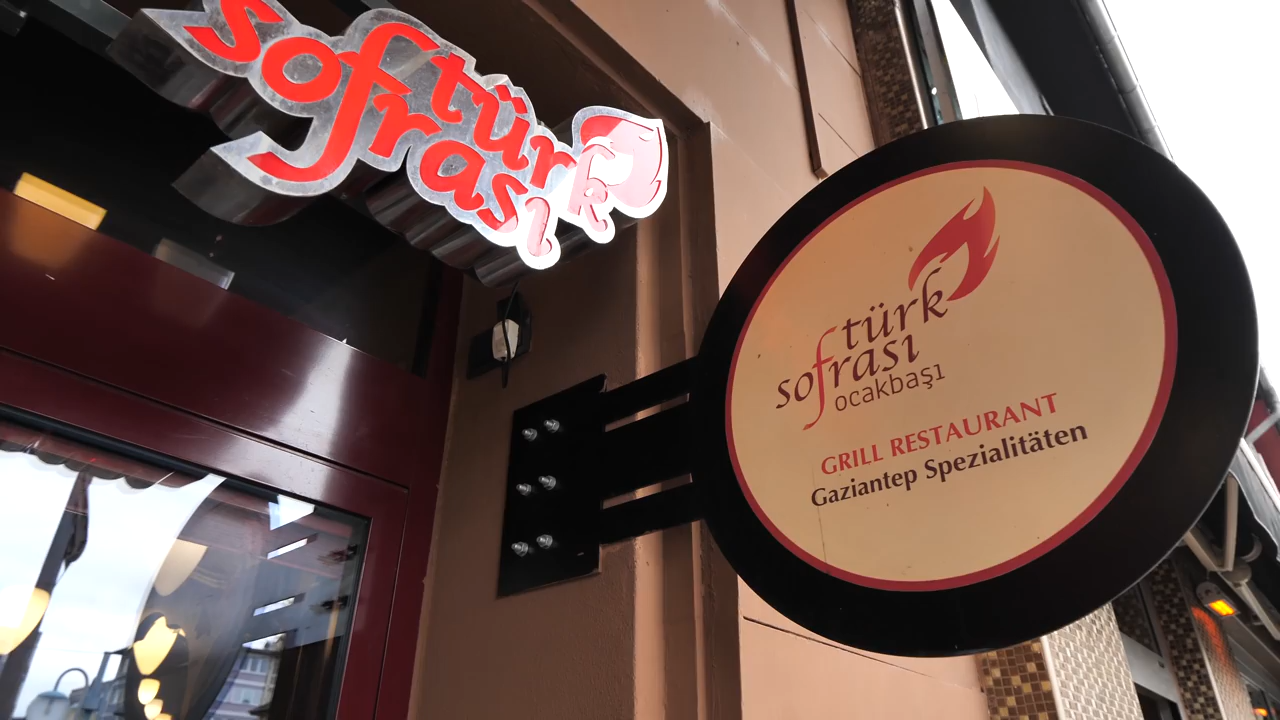 türk
sofrası
türk
sofrası
ocakbaşı
GRILL RESTAURANT
Gaziantep Spezialitäten